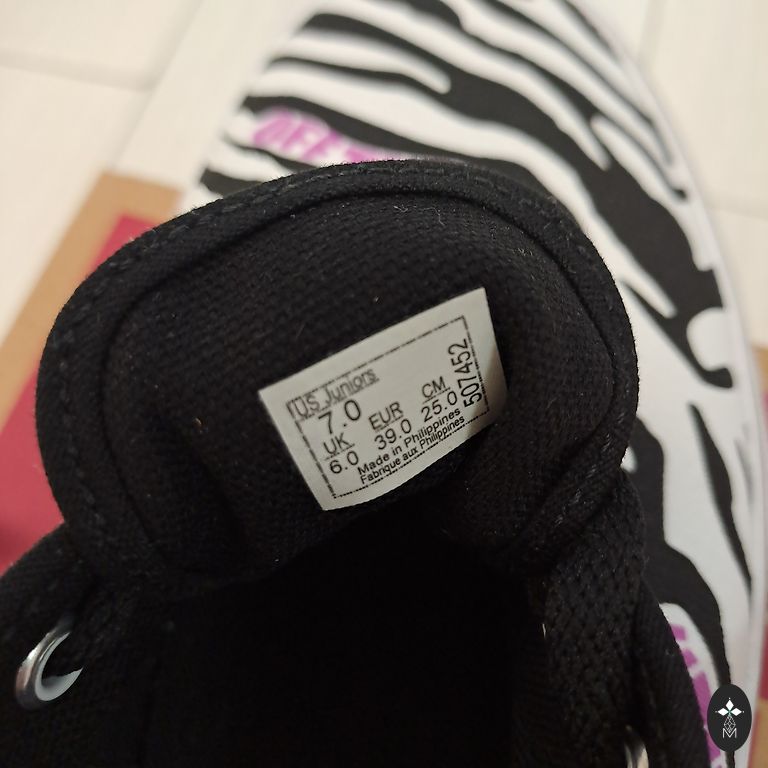 US Juniors
7.0
UK EUR CM
6.0 39.0 25.0
Made in Philippines
Fabrique aux Philippines
507452